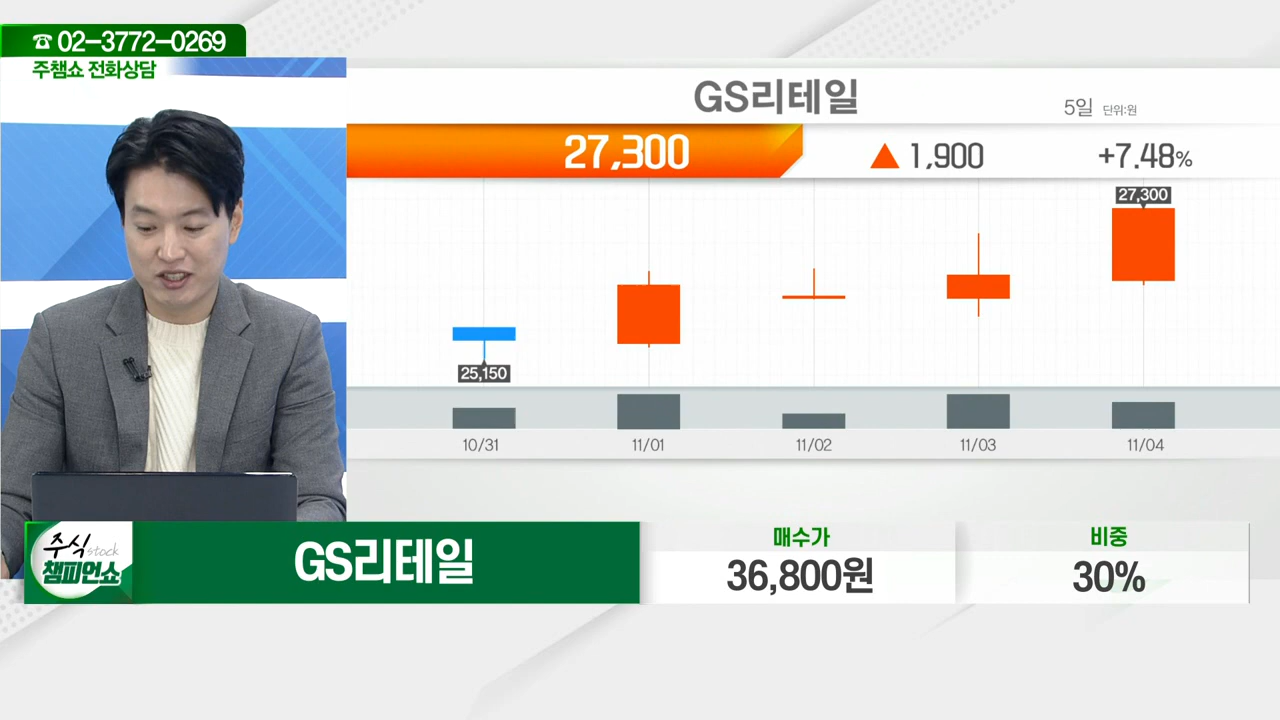 ☎ 02-3772-0269
주챔쇼 전화상담
GS리테일
5일 단위:원
27,300 ▲ 1,900 +7.48%
27,300
25,150
10/31 11/01 11/02 11/03 11/04
주식 stock
챔피언쇼
GS리테일
매수가
36,800원
비중
30%